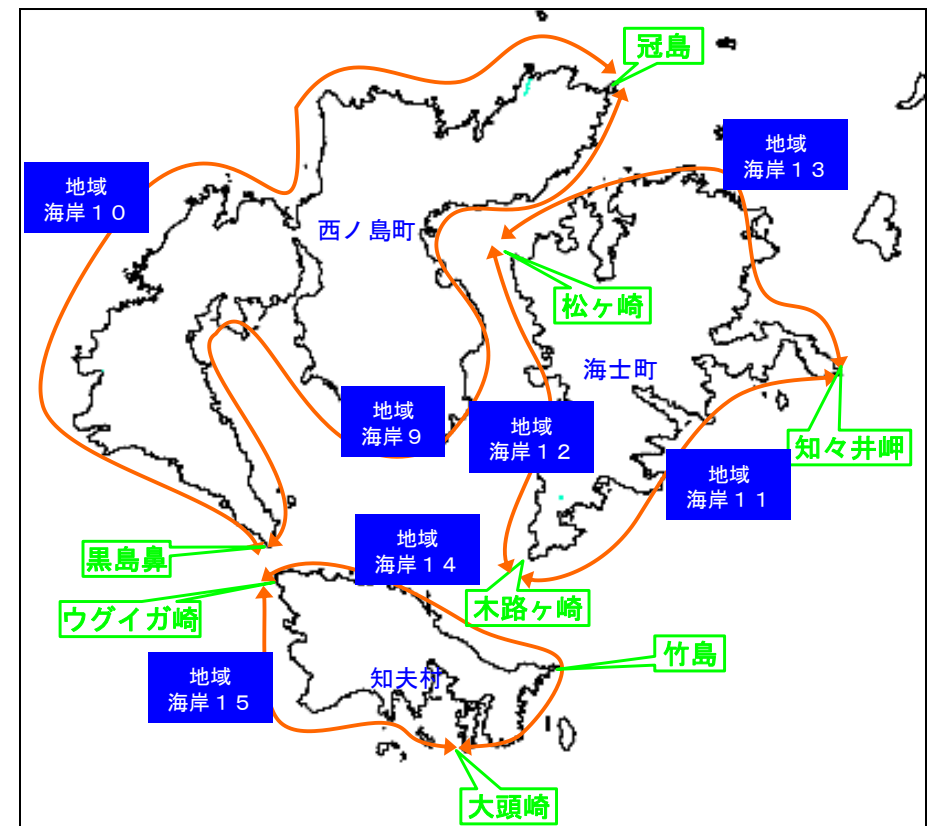 冠島
地域
海岸１３
地域
海岸１０
西ノ島町
松ヶ崎
海士町
地域
海岸９
地域
海岸１２
知々井岬
地域
海岸１１
地域
海岸１４
黒島鼻
ウグイガ崎
木路ヶ崎
竹島
地域
海岸１５
知夫村
大頭崎